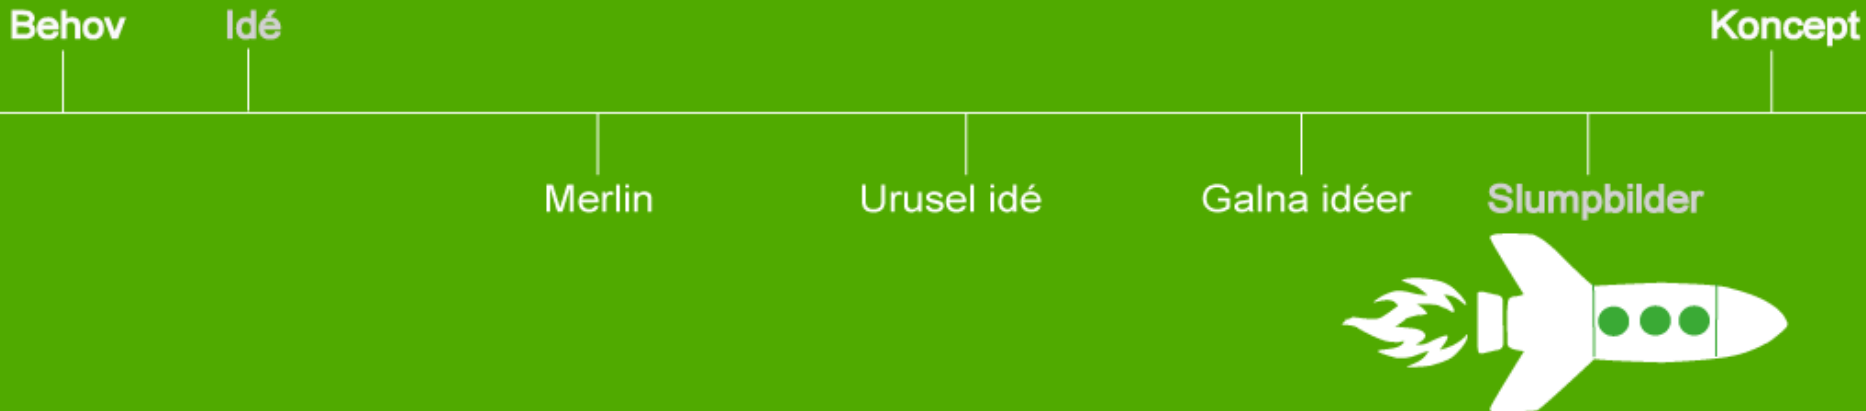 Behov Idé Koncept
Merlin Urusel idé Galna idéer Slumpbilder